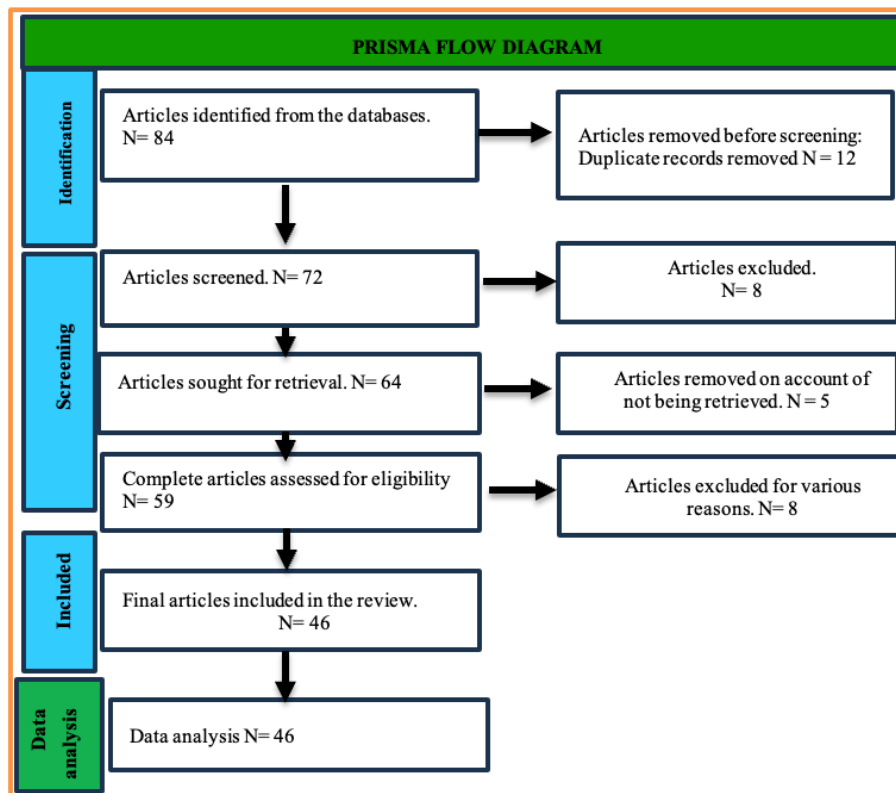 PRISMA FLOW DIAGRAM
Identification
Articles identified from the databases.
N= 84
Articles removed before screening:
Duplicate records removed N = 12
Screening
Articles screened. N= 72
Articles excluded.
N= 8
Articles sought for retrieval. N= 64
Articles removed on account of
not being retrieved. N = 5
Complete articles assessed for eligibility
N= 59
Articles excluded for various
reasons. N= 8
Included
Final articles included in the review.
N= 46
Data
analysis
Data analysis N= 46